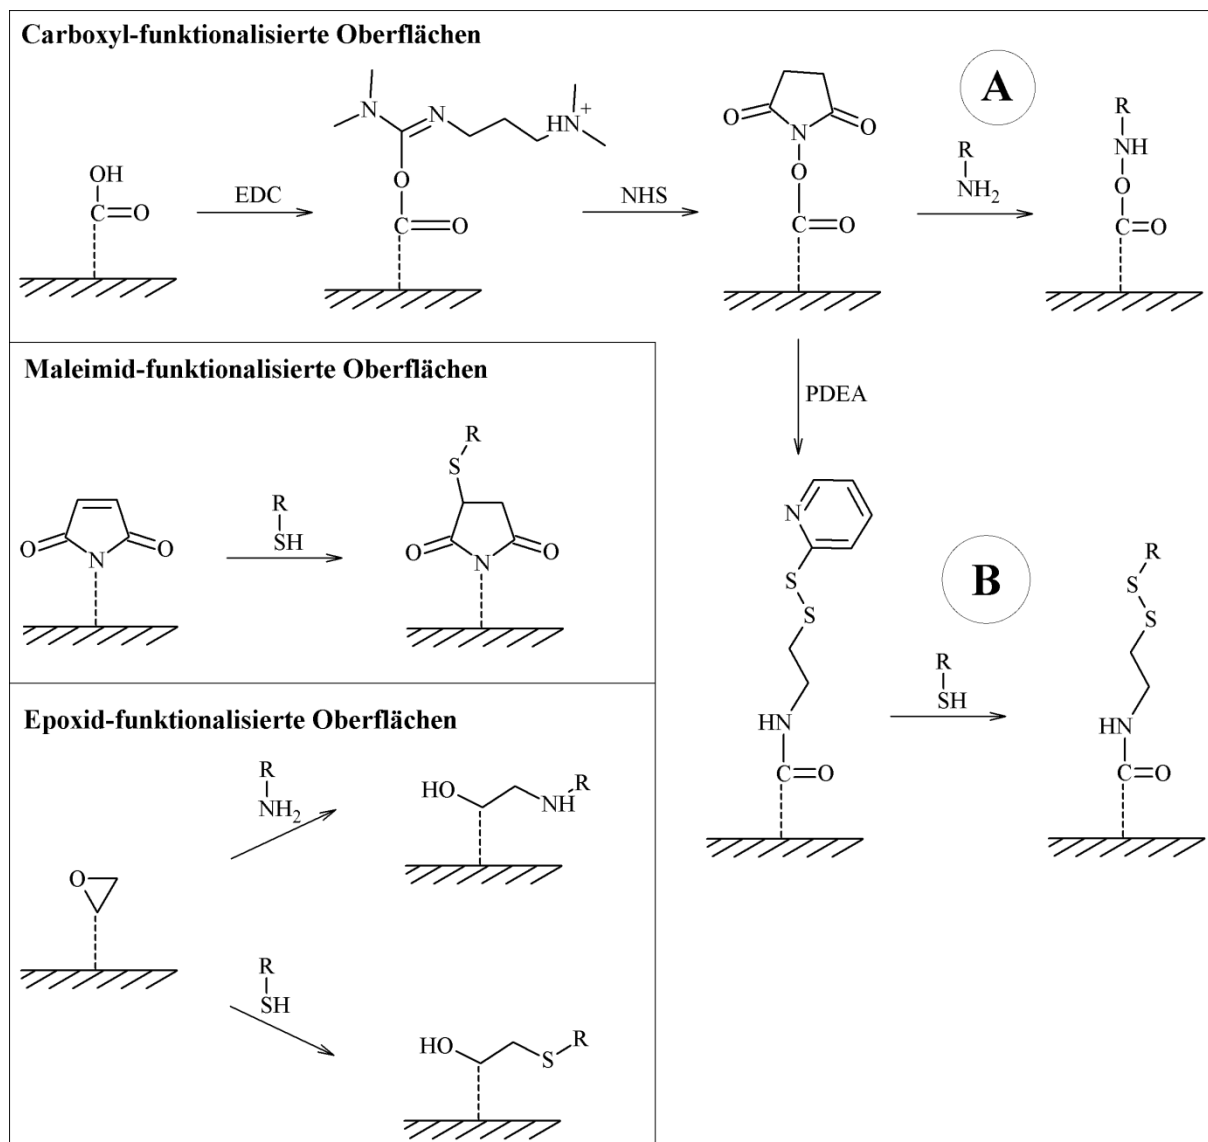 Carboxyl-funktionalisierte Oberflächen
OH
C=O
EDC
N
N
HN+
O
C=O
NHS
O
N
O
O
C=O
A
R
NH2
R
NH
O
C=O
PDEA
N
S
S
HN
C=O
B
R
SH
R
S
S
HN
C=O
Maleimid-funktionalisierte Oberflächen
O
N
O
R
SH
R
S
O
N
O
Epoxid-funktionalisierte Oberflächen
O
R
NH2
HO
NH
R
R
SH
HO
S
R